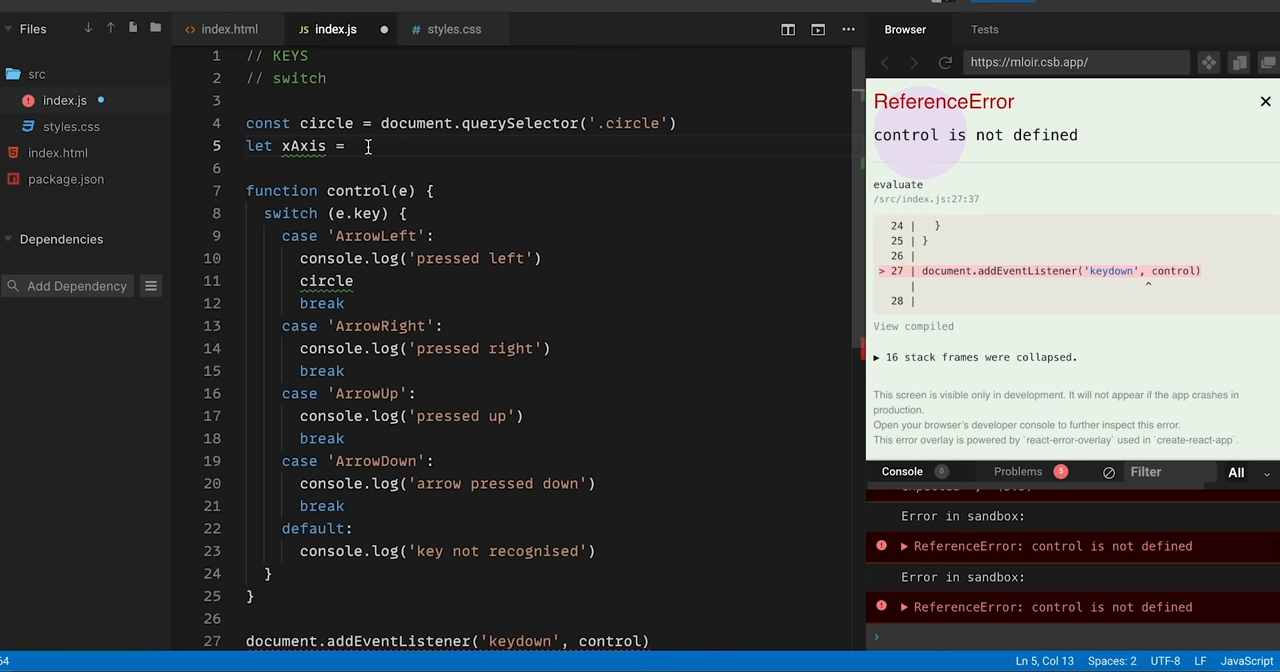 Files
index.html
JS index.js
# styles.css
Browser
Tests
https://mloir.csb.app/
src
index.js
styles.css
index.html
package.json
Dependencies
Add Dependency
1 // KEYS
2 // switch
3
4 const circle = document.querySelector('.circle')
5 let xAxis =
6
7 function control(e) {
8 switch (e.key) {
9 case 'ArrowLeft':
10 console.log('pressed left')
11 circle
12 break
13 case 'ArrowRight':
14 console.log('pressed right')
15 break
16 case 'ArrowUp':
17 console.log('pressed up')
18 break
19 case 'ArrowDown':
20 console.log('arrow pressed down')
21 break
22 default:
23 console.log('key not recognised')
24 }
25 }
26
27 document.addEventListener('keydown', control)
ReferenceError
control is not defined
evaluate
/src/index.js:27:37
24 | }
25 | }
26 |
> 27 | document.addEventListener('keydown', control)
| ^
28 |
View compiled
▶ 16 stack frames were collapsed.
This screen is visible only in development. It will not appear if the app crashes in
production.
Open your browser's developer console to further inspect this error.
This error overlay is powered by `react-error-overlay` used in `create-react-app`.
Console 0 Problems 5 Filter All
Error in sandbox:
▶ ReferenceError: control is not defined
Error in sandbox:
▶ ReferenceError: control is not defined
64 Ln 5, Col 13 Spaces: 2 UTF-8 LF JavaScript